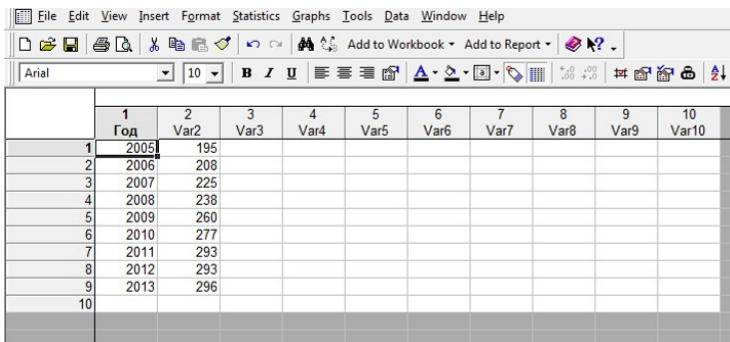 File Edit View Insert Format Statistics Graphs Tools Data Window Help
Add to Workbook Add to Report
Arial 10 B I U A
1 2 3 4 5 6 7 8 9 10
Год Var2 Var3 Var4 Var5 Var6 Var7 Var8 Var9 Var10
1 2005 195
2 2006 208
3 2007 225
4 2008 238
5 2009 260
6 2010 277
7 2011 293
8 2012 293
9 2013 296
10